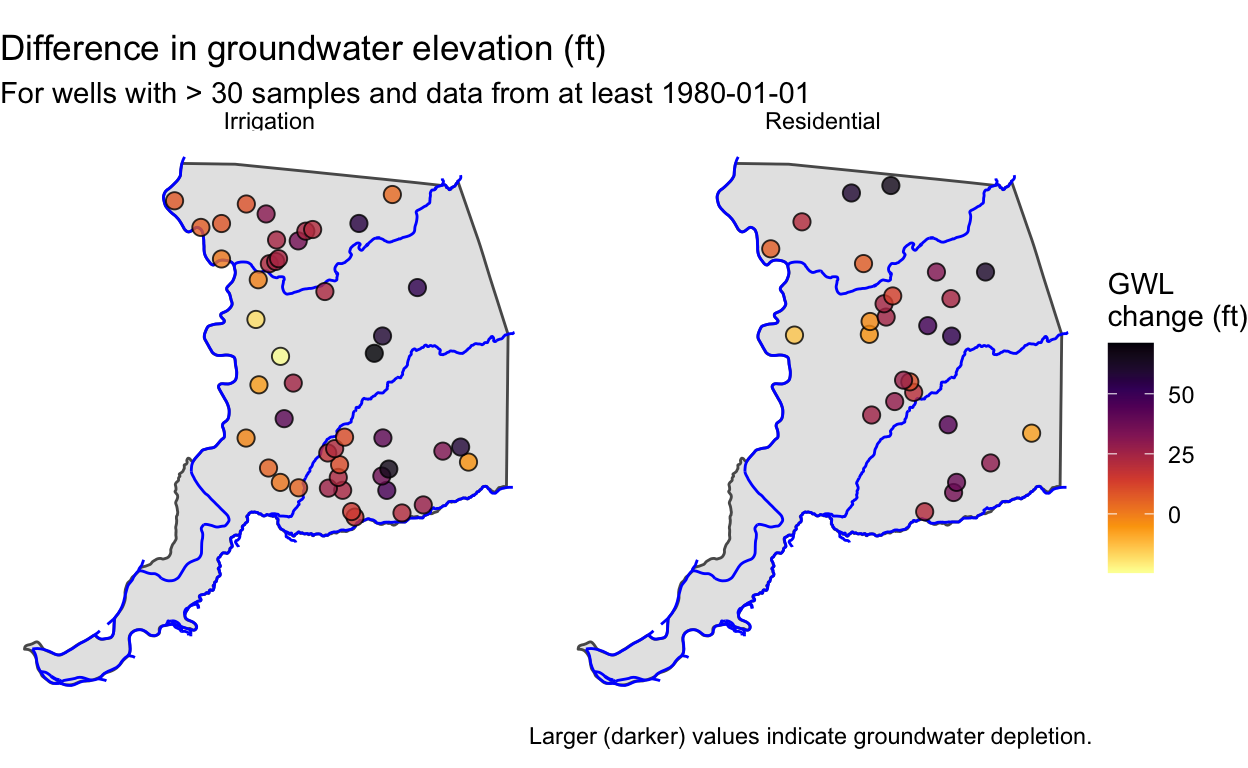 Difference in groundwater elevation (ft)
For wells with > 30 samples and data from at least 1980-01-01
Irrigation
Residential
GWL
change (ft)
50
25
0
Larger (darker) values indicate groundwater depletion.